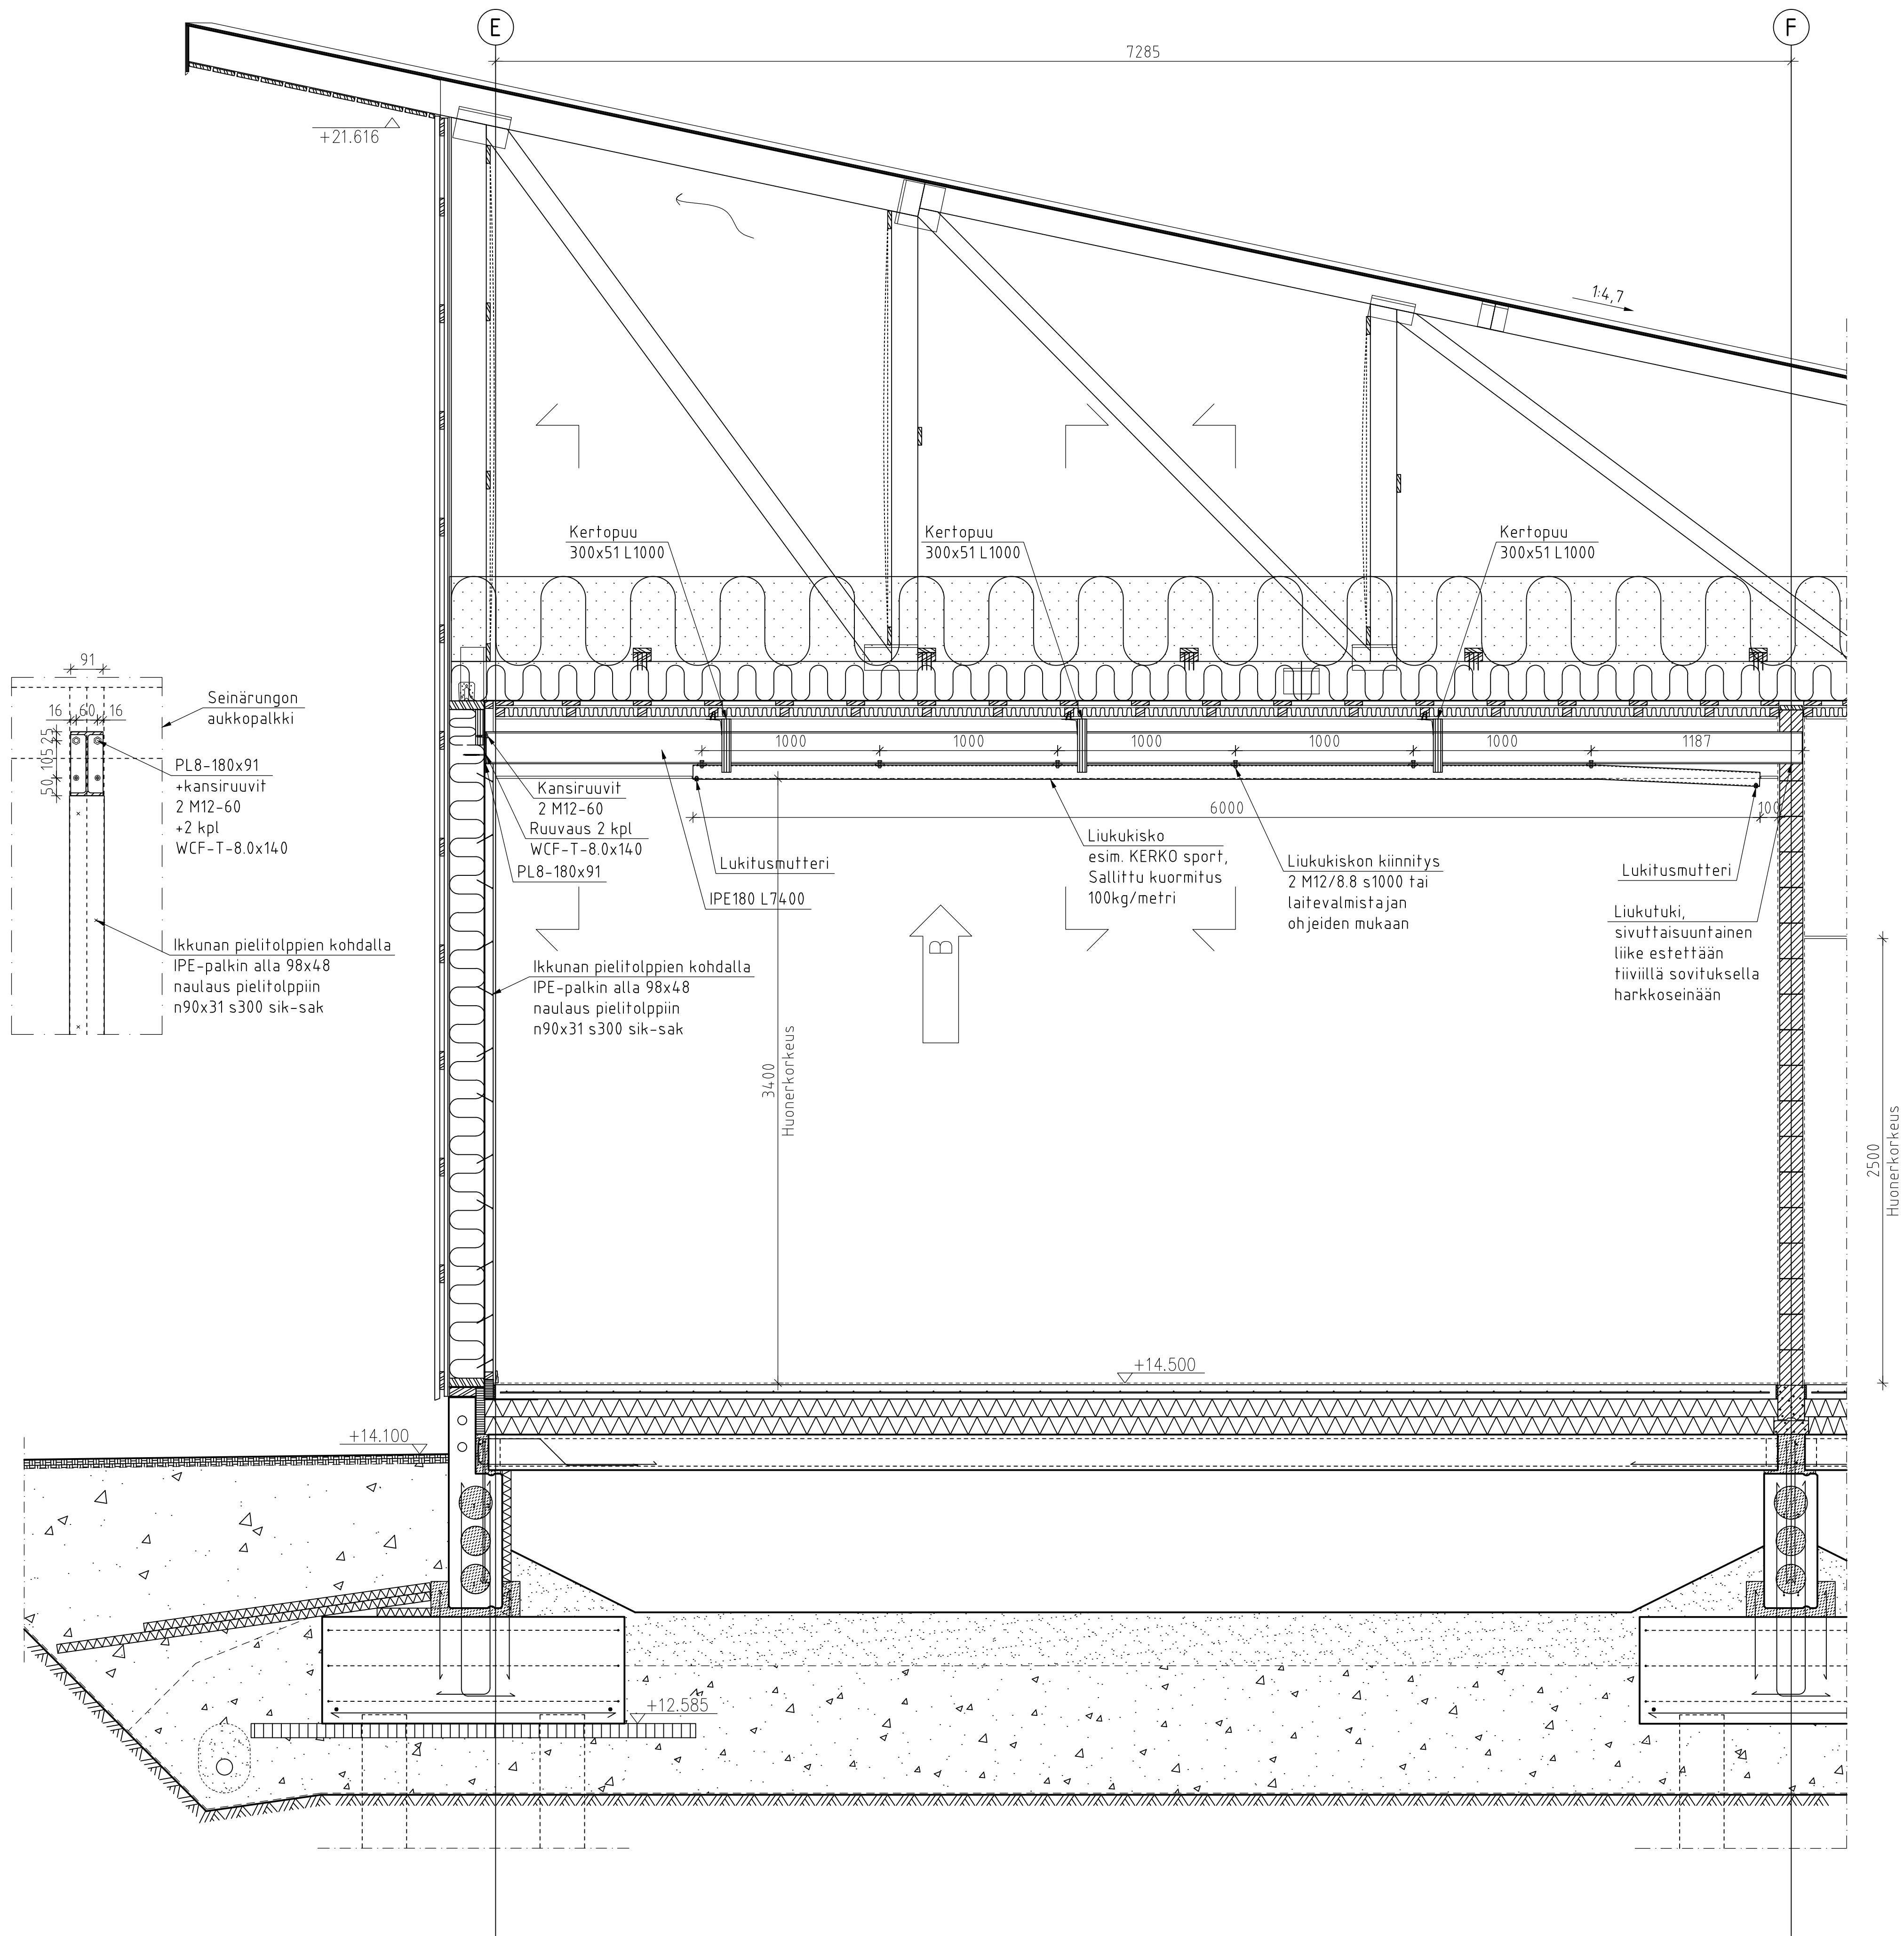 E
F
7285
+21.616
1:4,7
Kertopuu
300x51 L1000
Kertopuu
300x51 L1000
Kertopuu
300x51 L1000
91
16
60
16
25
105
50
Seinärungon
aukkopalkki
PL8-180x91
+kansiruuvit
2 M12-60
+2 kpl
WCF-T-8.0x140
Ikkunan pielitolppien kohdalla
IPE-palkin alla 98x48
naulaus pielitolppiin
n90x31 s300 sik-sak
1000
1000
1000
1000
1000
1187
Kansiruuvit
2 M12-60
Ruuvaus 2 kpl
WCF-T-8.0x140
PL8-180x91
Lukitusmutteri
IPE180 L7400
6000
100
Liukukisko
esim. KERKO sport,
Sallittu kuormitus
100kg/metri
Liukukiskon kiinnitys
2 M12/8.8 s1000 tai
laitevalmistajan
ohjeiden mukaan
Lukitusmutteri
Liukutuki,
sivuttaisuuntainen
liike estettään
tiiviillä sovituksella
harkkoseinään
B
Ikkunan pielitolppien kohdalla
IPE-palkin alla 98x48
naulaus pielitolppiin
n90x31 s300 sik-sak
3400
Huonerkorkeus
2500
Huonerkorkeus
+14.500
+14.100
+12.585